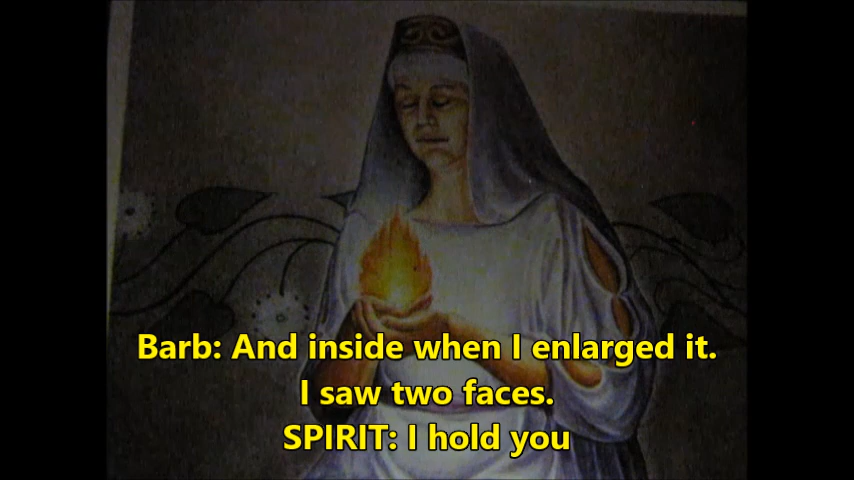 Barb: And inside when I enlarged it.
I saw two faces.
SPIRIT: I hold you